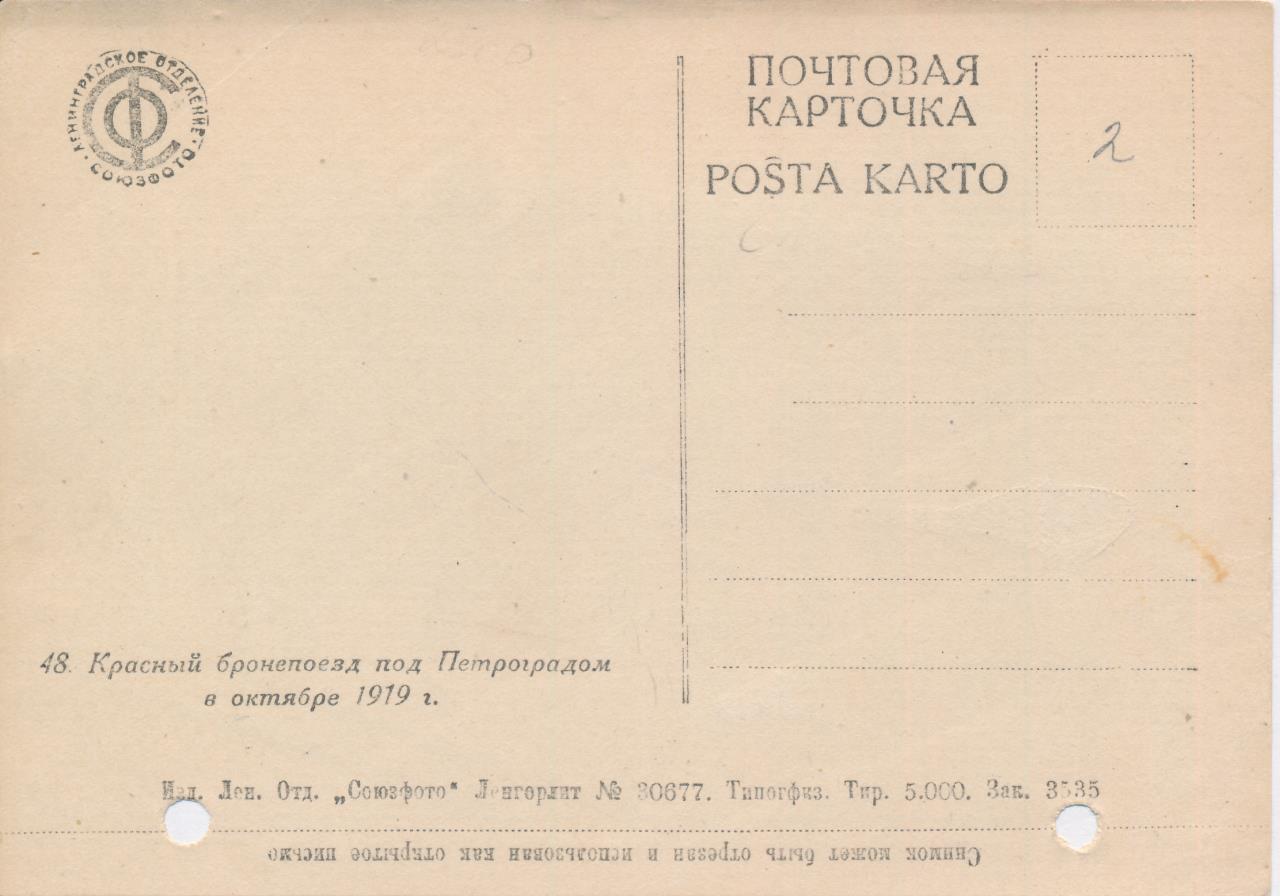 ЛЕНИНГРАДСКОЕ ОТДЕЛЕНИЕ • СОЮЗФОТО •
СФ
ПОЧТОВАЯ
КАРТОЧКА
POŜTA KARTO
2
48. Красный бронепоезд под Петроградом
в октябре 1919 г.
Изд. Лен. Отд. „Союзфото“ Ленгорлит № 30677. Типогфиз. Тир. 5.000. Зак. 3535
Снимок может быть отрезан и использован как открытое письмо